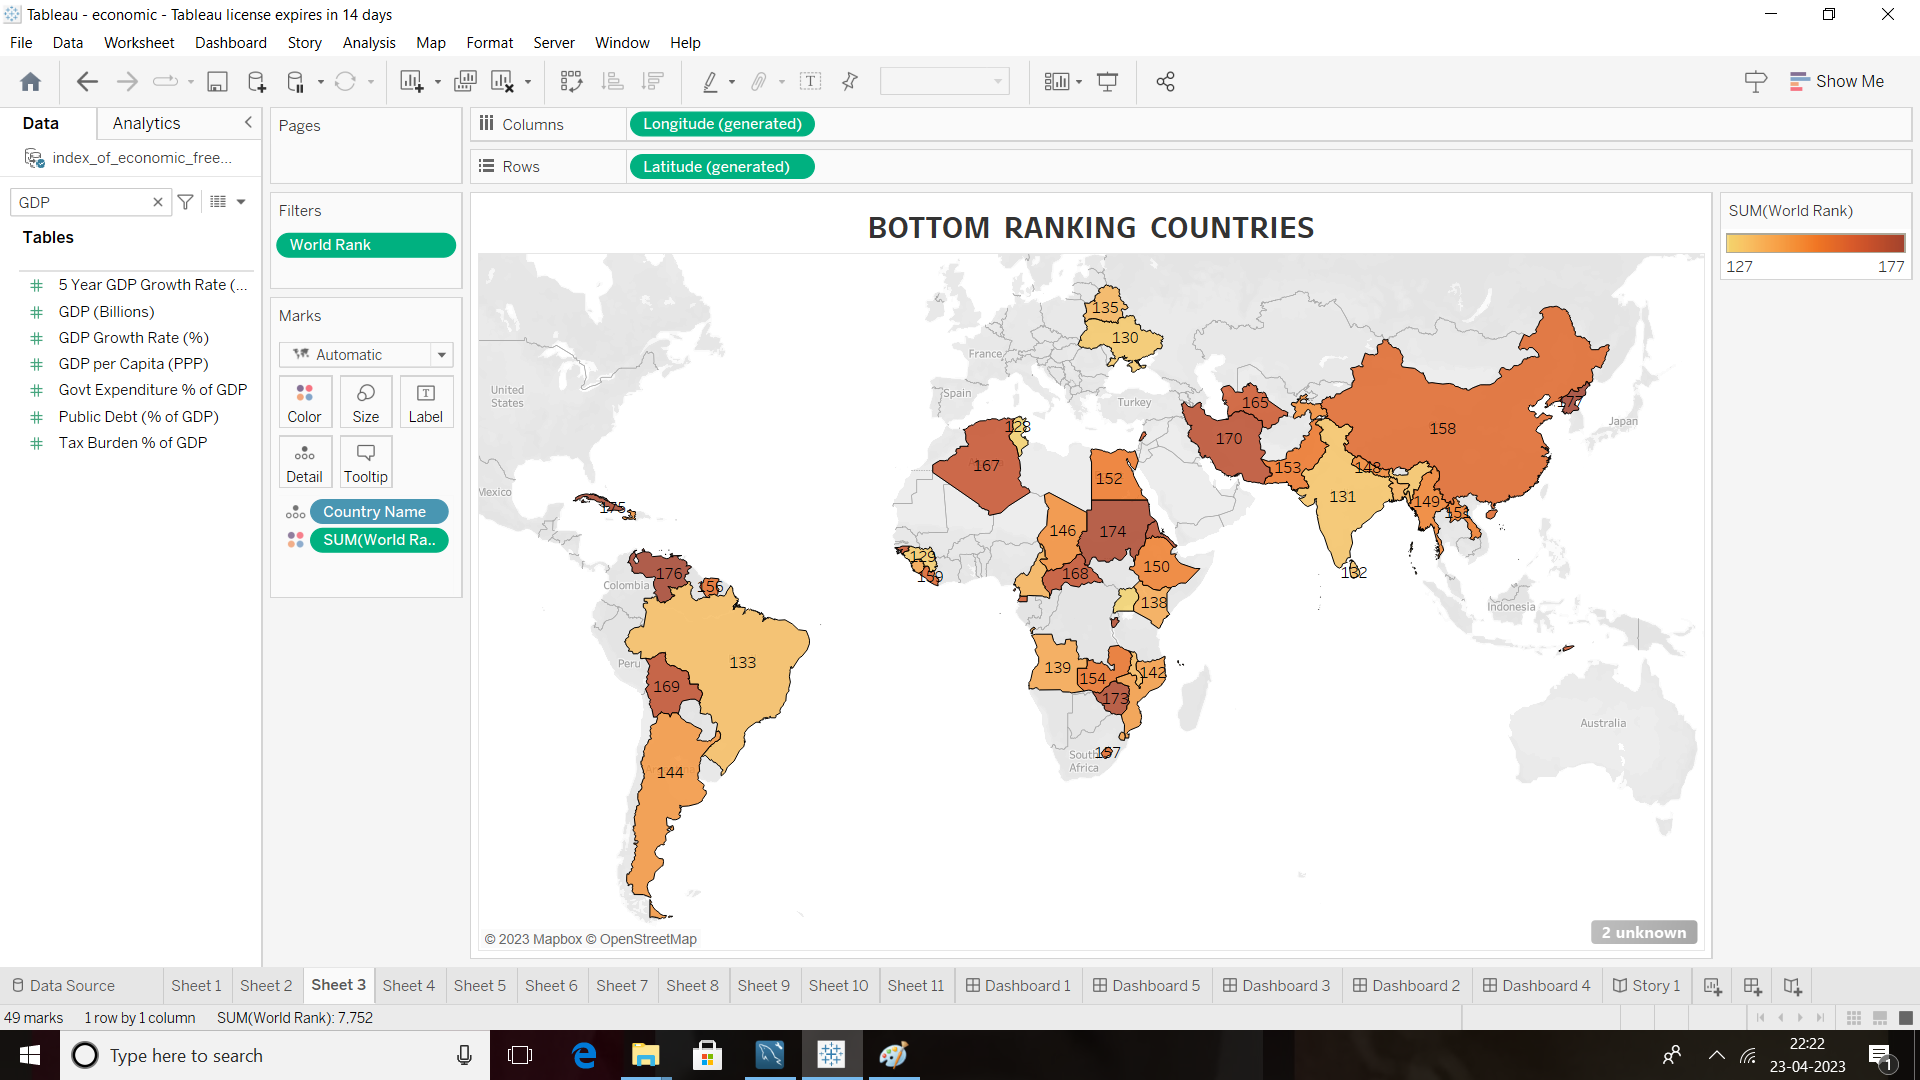 Tableau - economic - Tableau license expires in 14 days
File Data Worksheet Dashboard Story Analysis Map Format Server Window Help
Show Me
Data Analytics
index_of_economic_free...
GDP
Tables
5 Year GDP Growth Rate (...
GDP (Billions)
GDP Growth Rate (%)
GDP per Capita (PPP)
Govt Expenditure % of GDP
Public Debt (% of GDP)
Tax Burden % of GDP
Pages
Filters
World Rank
Marks
Automatic
Color Size Label
Detail Tooltip
Country Name
SUM(World Ra..
Columns Longitude (generated)
Rows Latitude (generated)
BOTTOM RANKING COUNTRIES
SUM(World Rank)
127 177
135
130
France
United States
Spain
Turkey
165
177
Japan
128
158
170
167
153
148
152
131
149
Mexico
175
146
174
129
150
132
159
168
176
156
Colombia
138
Indonesia
133
Peru
139
142
169
154
173
Australia
157
South Africa
144
© 2023 Mapbox © OpenStreetMap
2 unknown
Data Source Sheet 1 Sheet 2 Sheet 3 Sheet 4 Sheet 5 Sheet 6 Sheet 7 Sheet 8 Sheet 9 Sheet 10 Sheet 11 Dashboard 1 Dashboard 5 Dashboard 3 Dashboard 2 Dashboard 4 Story 1
49 marks 1 row by 1 column SUM(World Rank): 7,752
Type here to search
22:22
23-04-2023
1